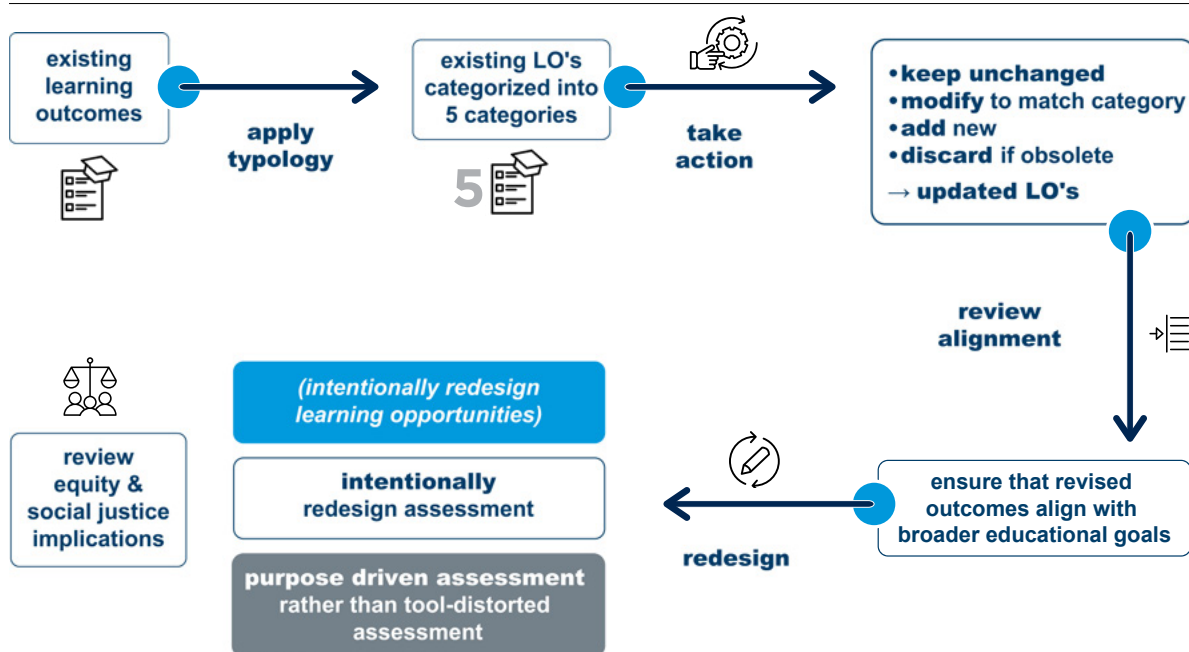 existing
learning
outcomes
apply
typology
existing LO's
categorized into
5 categories
5
take
action
•keep unchanged
•modify to match category
•add new
•discard if obsolete
→ updated LO's
review
alignment
ensure that revised
outcomes align with
broader educational goals
redesign
(intentionally redesign
learning opportunities)
intentionally
redesign assessment
purpose driven assessment
rather than tool-distorted
assessment
review
equity &
social justice
implications